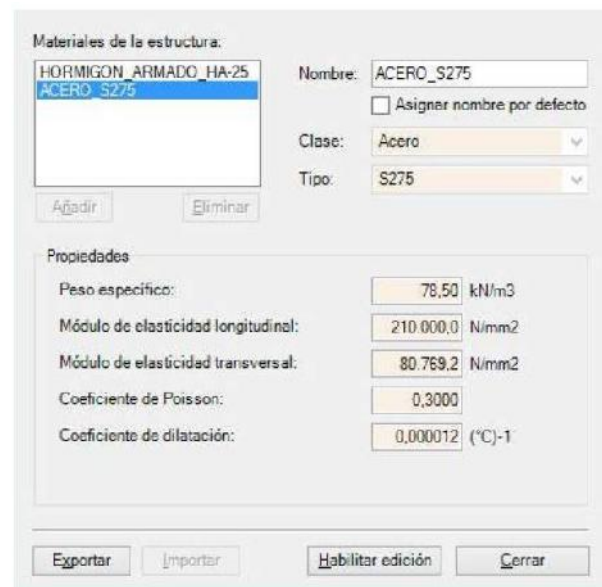 Materiales de la estructura:
HORMIGON_ARMADO_HA-25
ACERO_S275
Nombre: ACERO_S275
Asignar nombre por defecto
Clase: Acero
Tipo: S275
Añadir Eliminar
Propiedades
Peso específico: 78,50 kN/m3
Módulo de elasticidad longitudinal: 210.000,0 N/mm2
Módulo de elasticidad transversal: 80.769,2 N/mm2
Coeficiente de Poisson: 0,3000
Coeficiente de dilatación: 0,000012 (°C)-1
Exportar Importar Habilitar edición Cerrar